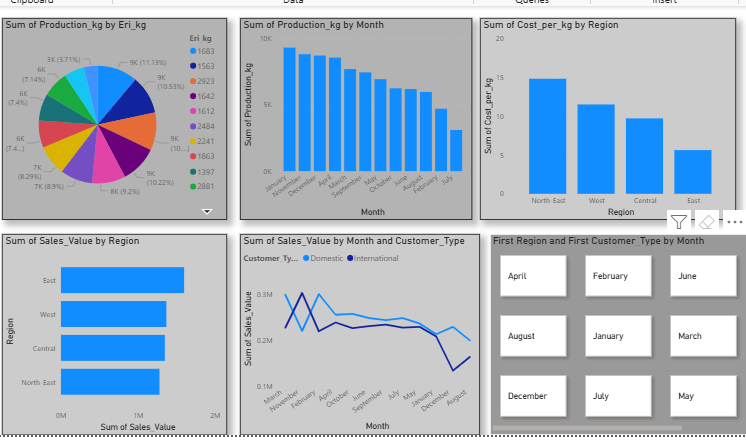 Clipboard
Data
Queries
Insert
Sum of Production_kg by Eri_kg
Eri_kg
1683
1563
2923
1642
1612
2484
2241
1863
1397
2881
3K (3.71%)
9K (11.13%)
9K
(10.53%)
9K
(10....)
9K
(10.22%)
8K (9.2%)
7K (8.9%)
7K
(8.29%)
6K
(7.4...)
6K
(7.4%)
6K
(7.14%)
Sum of Production_kg by Month
Sum of Production_kg
10K
5K
0K
January
November
December
April
March
September
May
October
June
August
February
July
Month
Sum of Cost_per_kg by Region
Sum of Cost_per_kg
20
15
10
5
0
North-East
West
Central
East
Region
Sum of Sales_Value by Region
Region
East
West
Central
North-East
0M
1M
2M
Sum of Sales_Value
Sum of Sales_Value by Month and Customer_Type
Customer_Ty...
Domestic
International
Sum of Sales_Value
0.3M
0.2M
0.1M
March
November
February
April
October
June
September
July
May
January
December
August
Month
First Region and First Customer_Type by Month
April
February
June
August
January
March
December
July
May